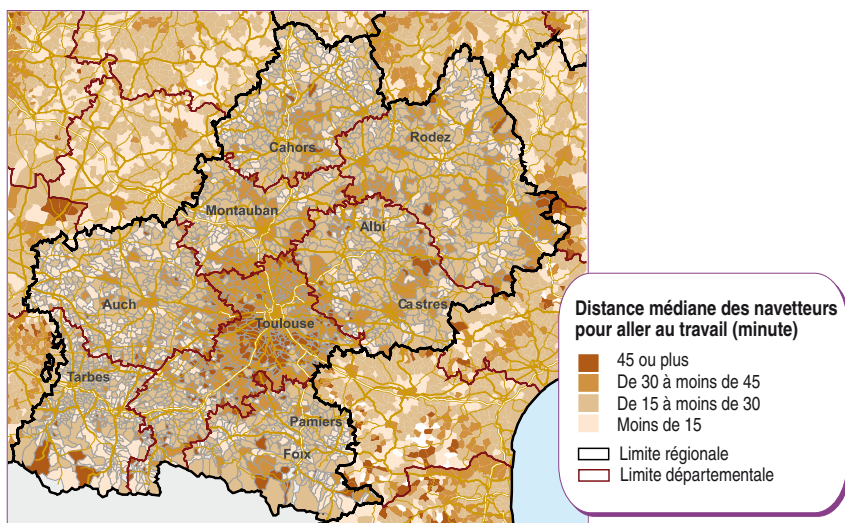 Rodez
Cahors
Montauban
Albi
Auch
Castres
Toulouse
Tarbes
Pamiers
Foix
Distance médiane des navetteurs
pour aller au travail (minute)
45 ou plus
De 30 à moins de 45
De 15 à moins de 30
Moins de 15
Limite régionale
Limite départementale